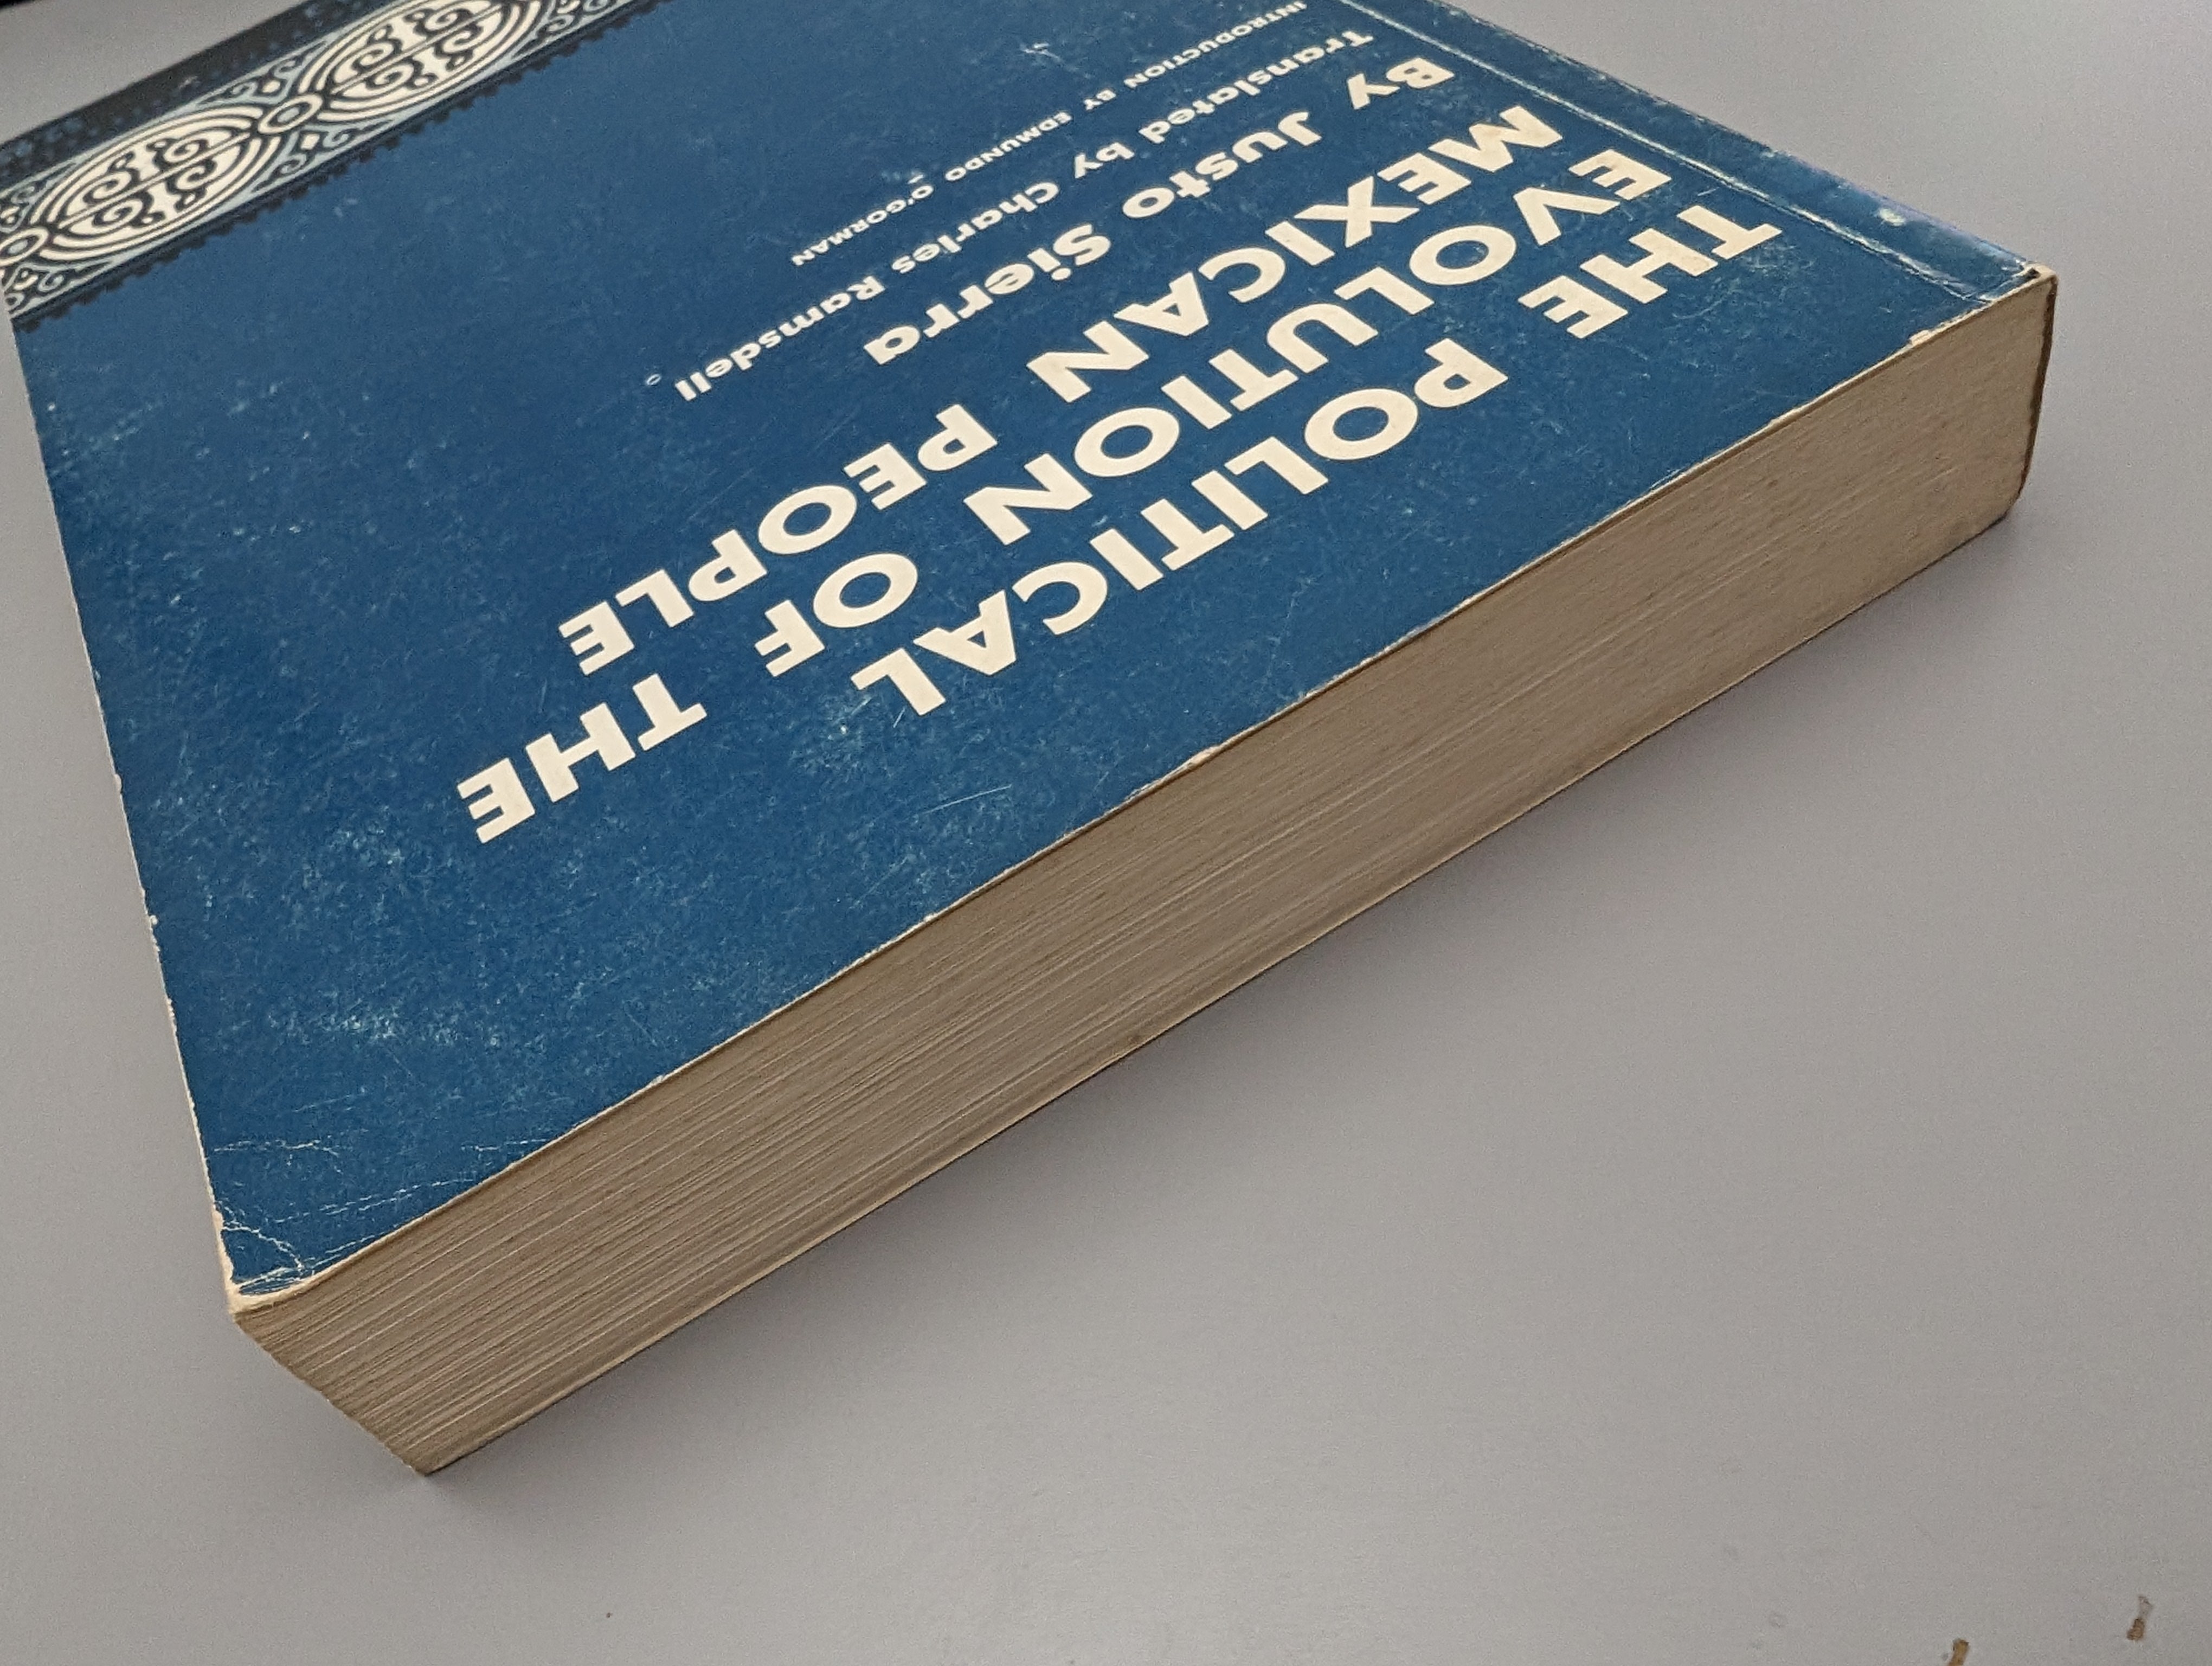 THE POLITICAL
EVOLUTION OF THE
MEXICAN PEOPLE
By Justo Sierra
Translated by Charles Ramsdell
INTRODUCTION BY EDMUNDO O'GORMAN